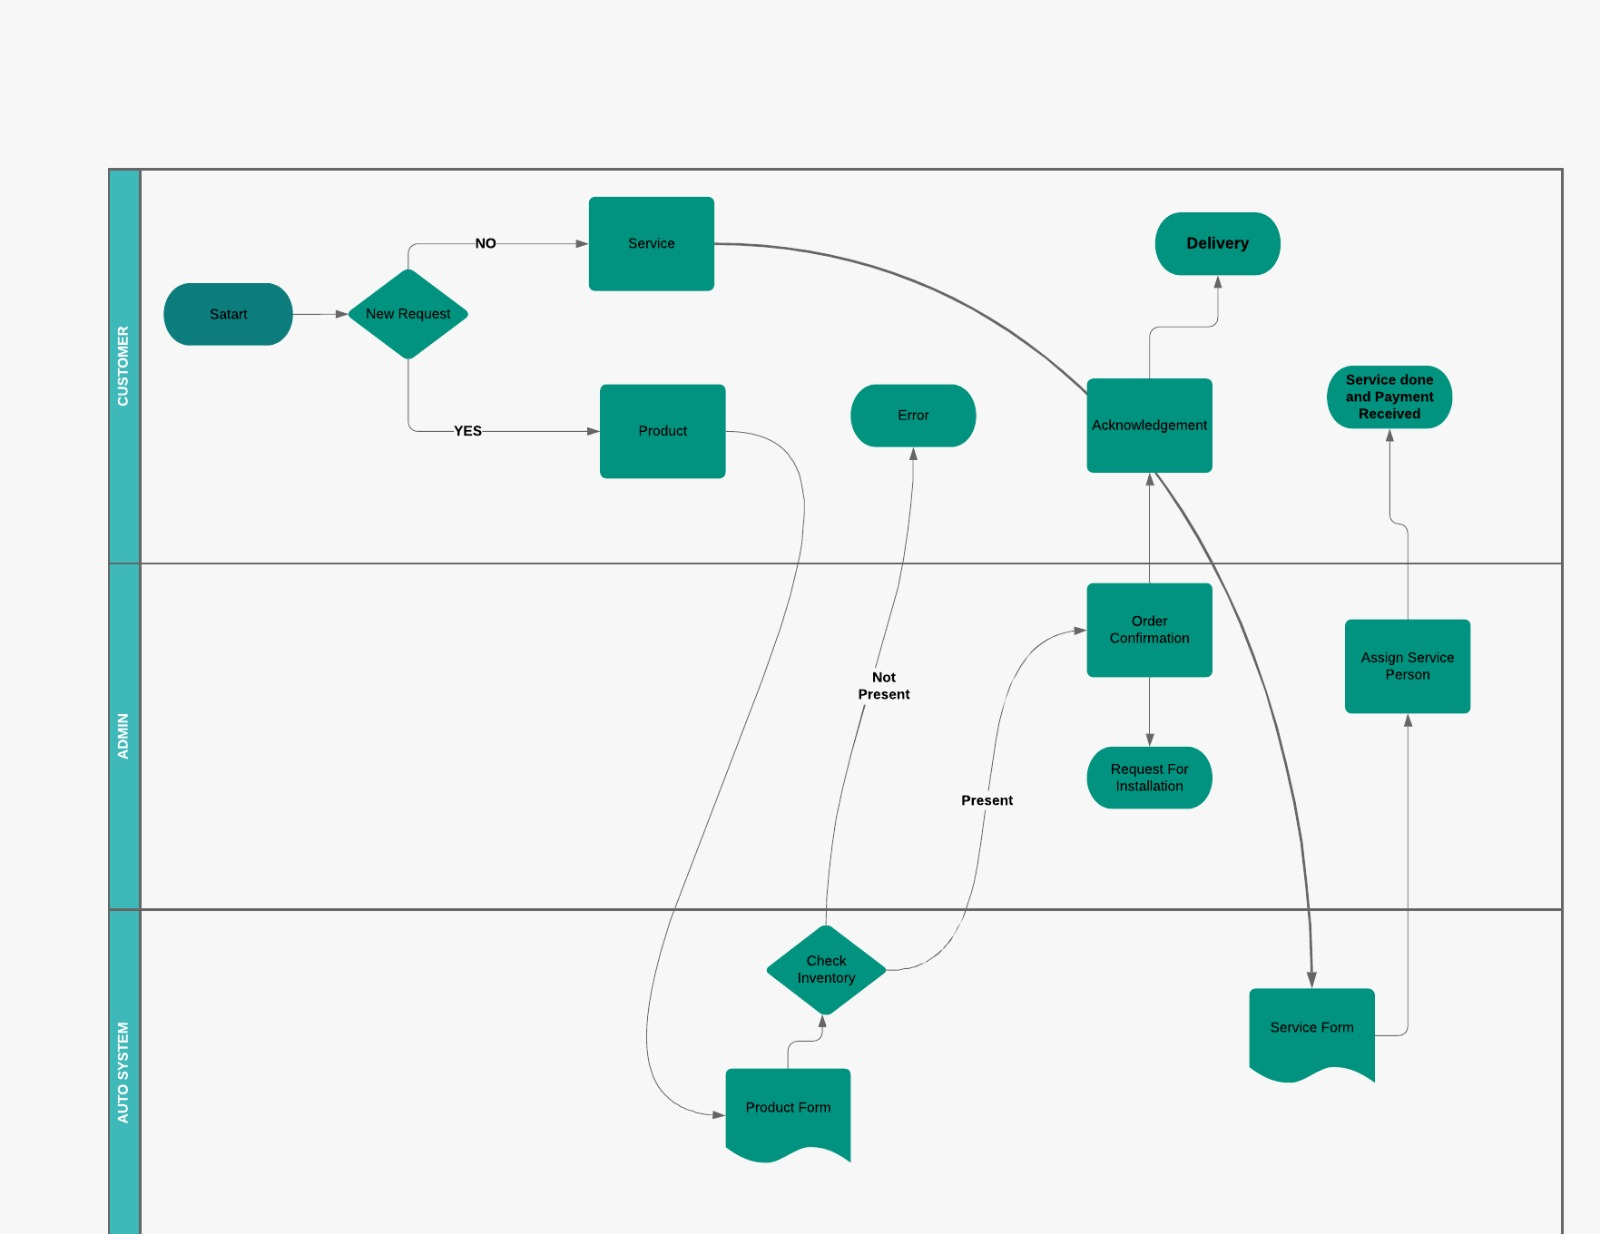 CUSTOMER
Satart
New Request
NO
Service
YES
Product
Error
Delivery
Acknowledgement
Service done
and Payment
Received
ADMIN
Not
Present
Present
Order
Confirmation
Request For
Installation
Assign Service
Person
AUTO SYSTEM
Check
Inventory
Product Form
Service Form